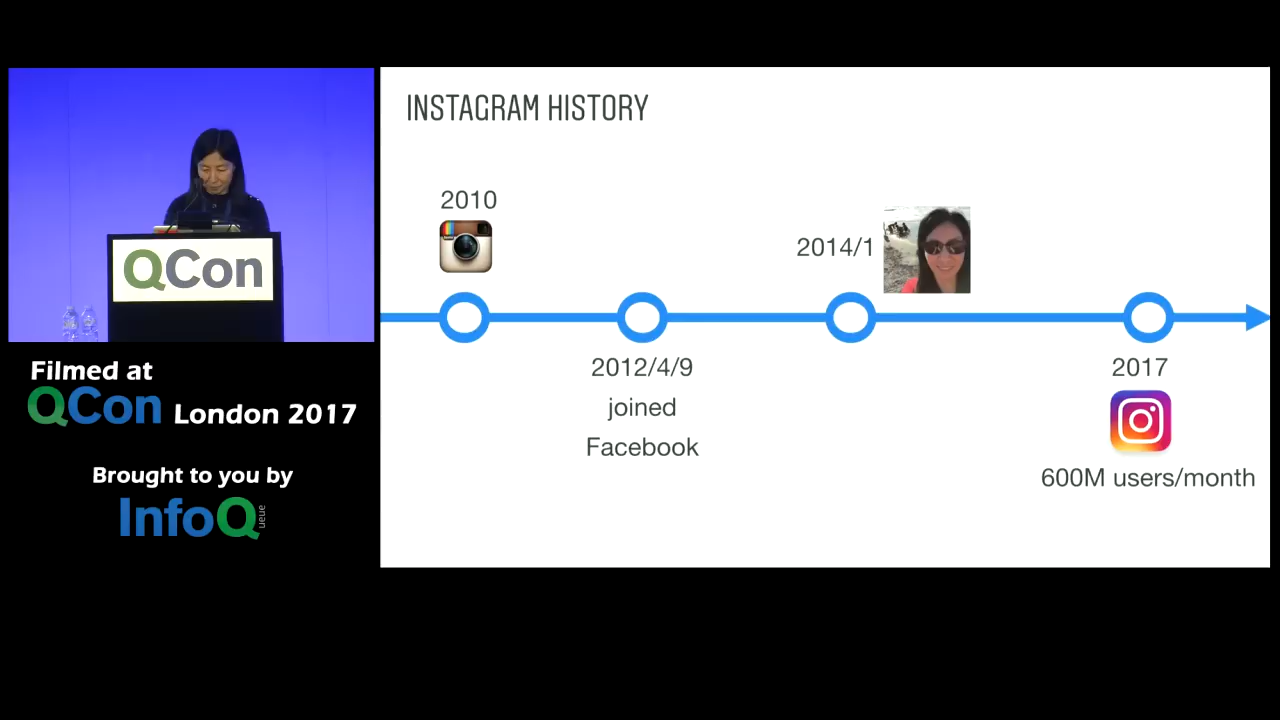 QCon
Filmed at
QCon London 2017
Brought to you by
InfoQ
ueue
INSTAGRAM HISTORY
2010
2014/1
2012/4/9
joined
Facebook
2017
600M users/month